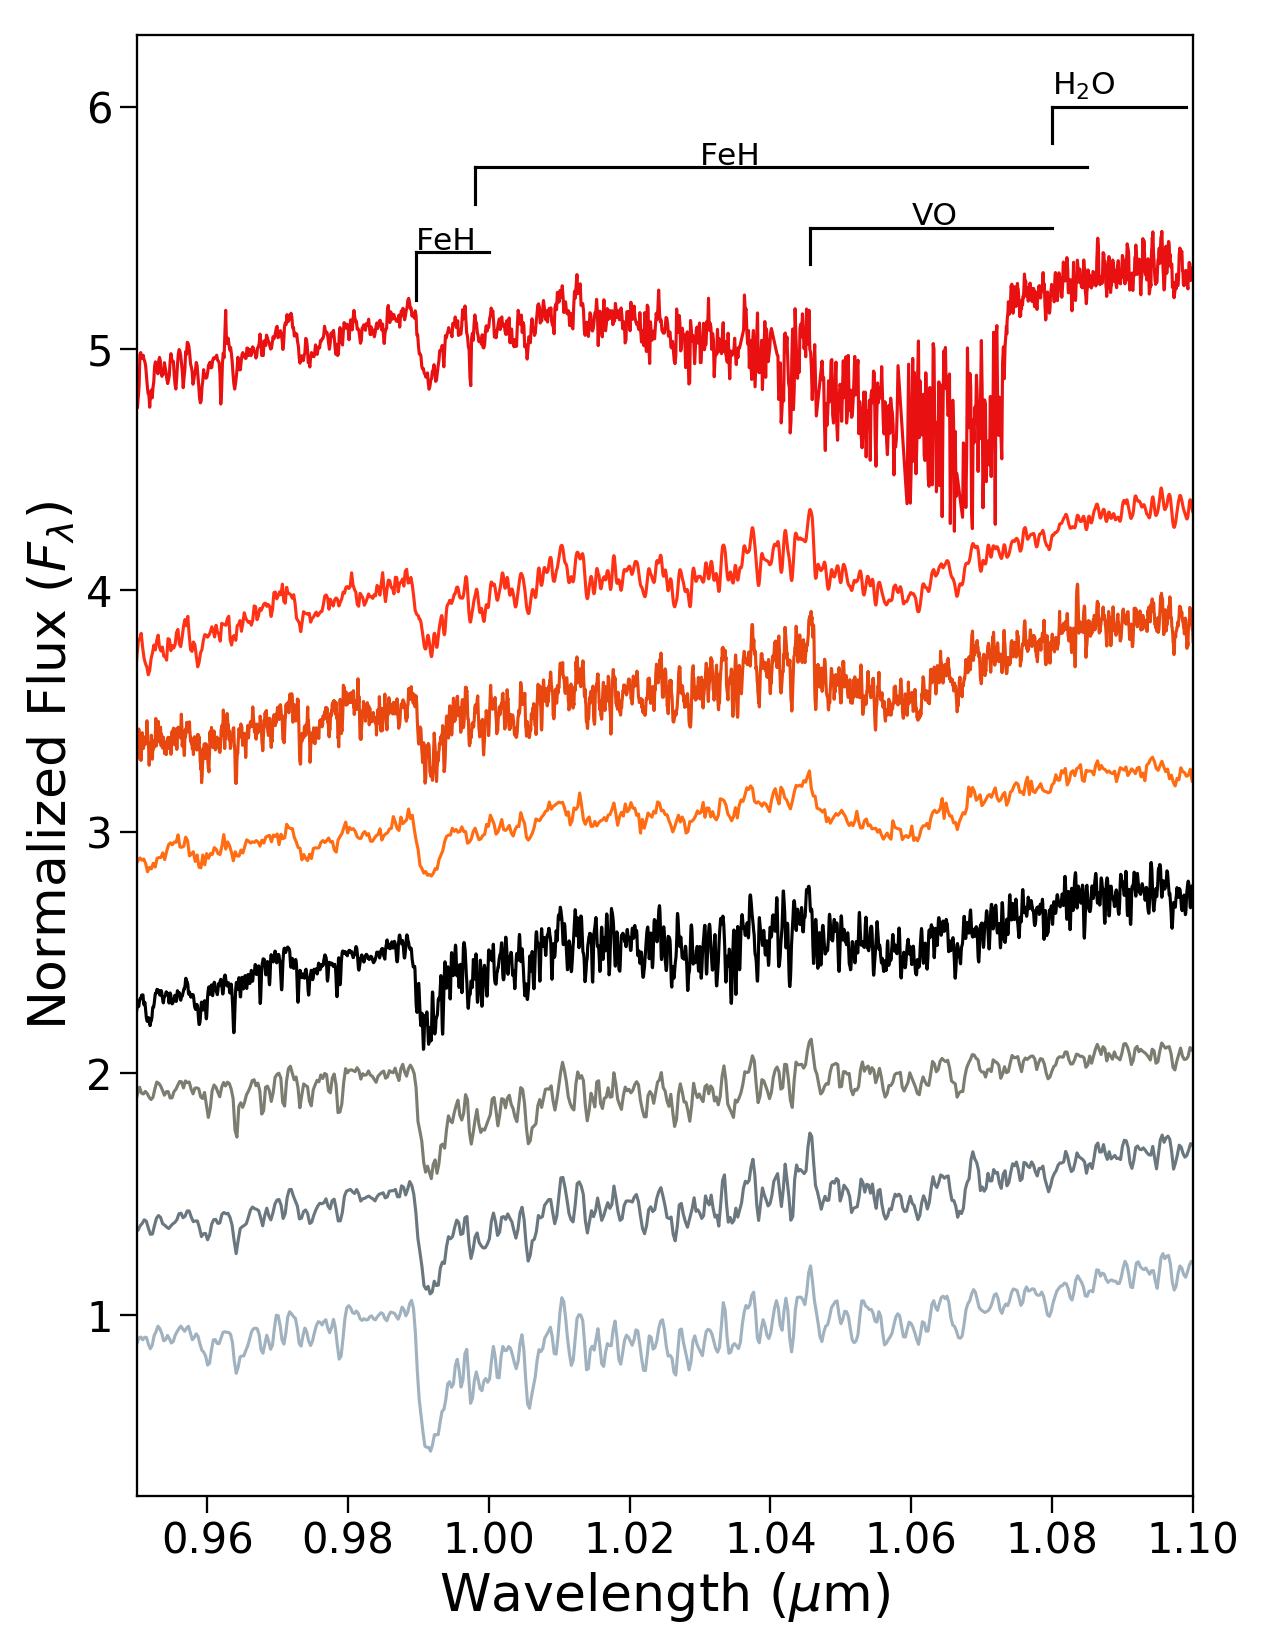 H₂O
FeH
VO
FeH
6
5
4
3
2
1
Normalized Flux (Fλ)
0.96 0.98 1.00 1.02 1.04 1.06 1.08 1.10
Wavelength (μm)